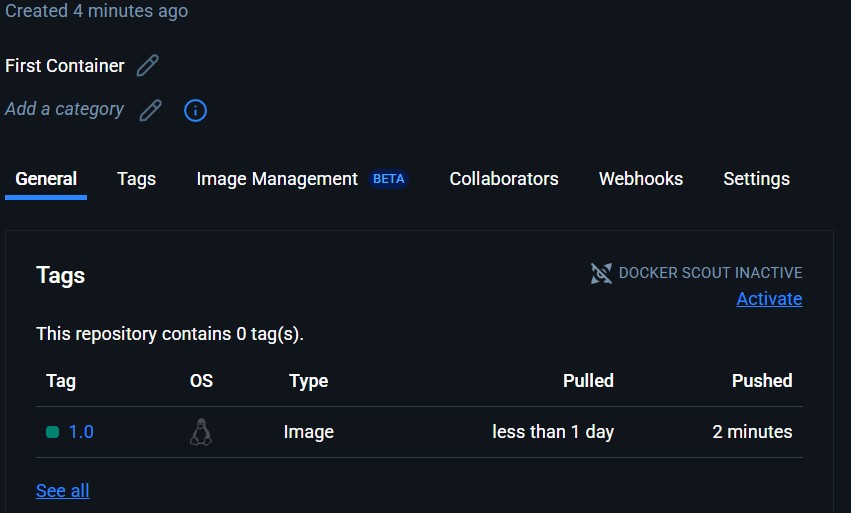 Created 4 minutes ago
First Container
Add a category
General Tags Image Management BETA Collaborators Webhooks Settings
Tags
DOCKER SCOUT INACTIVE
Activate
This repository contains 0 tag(s).
Tag OS Type Pulled Pushed
1.0 Image less than 1 day 2 minutes
See all